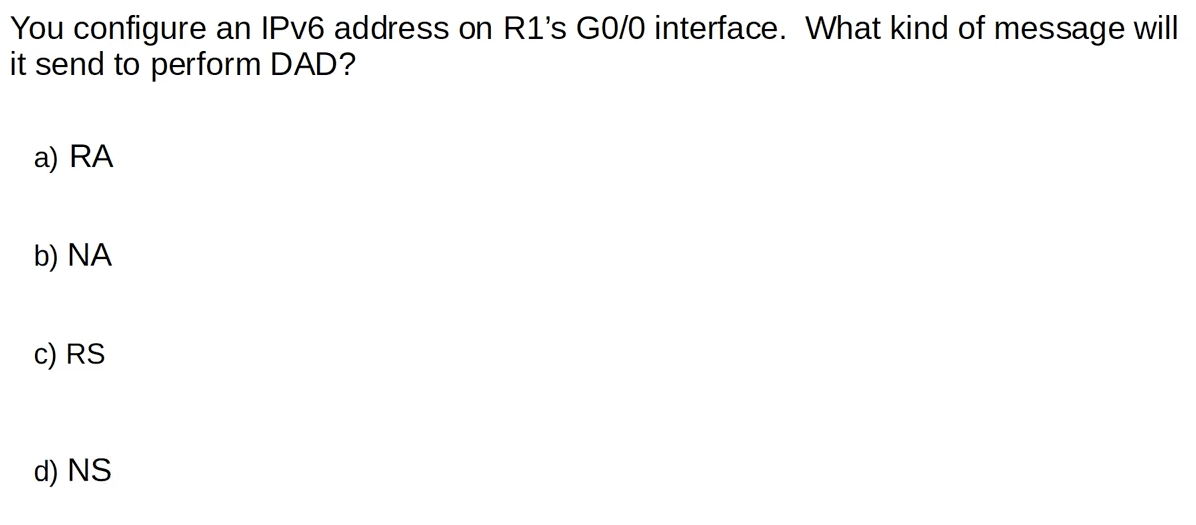 You configure an IPv6 address on R1’s G0/0 interface.  What kind of message will
it send to perform DAD?
a) RA
b) NA
c) RS
d) NS